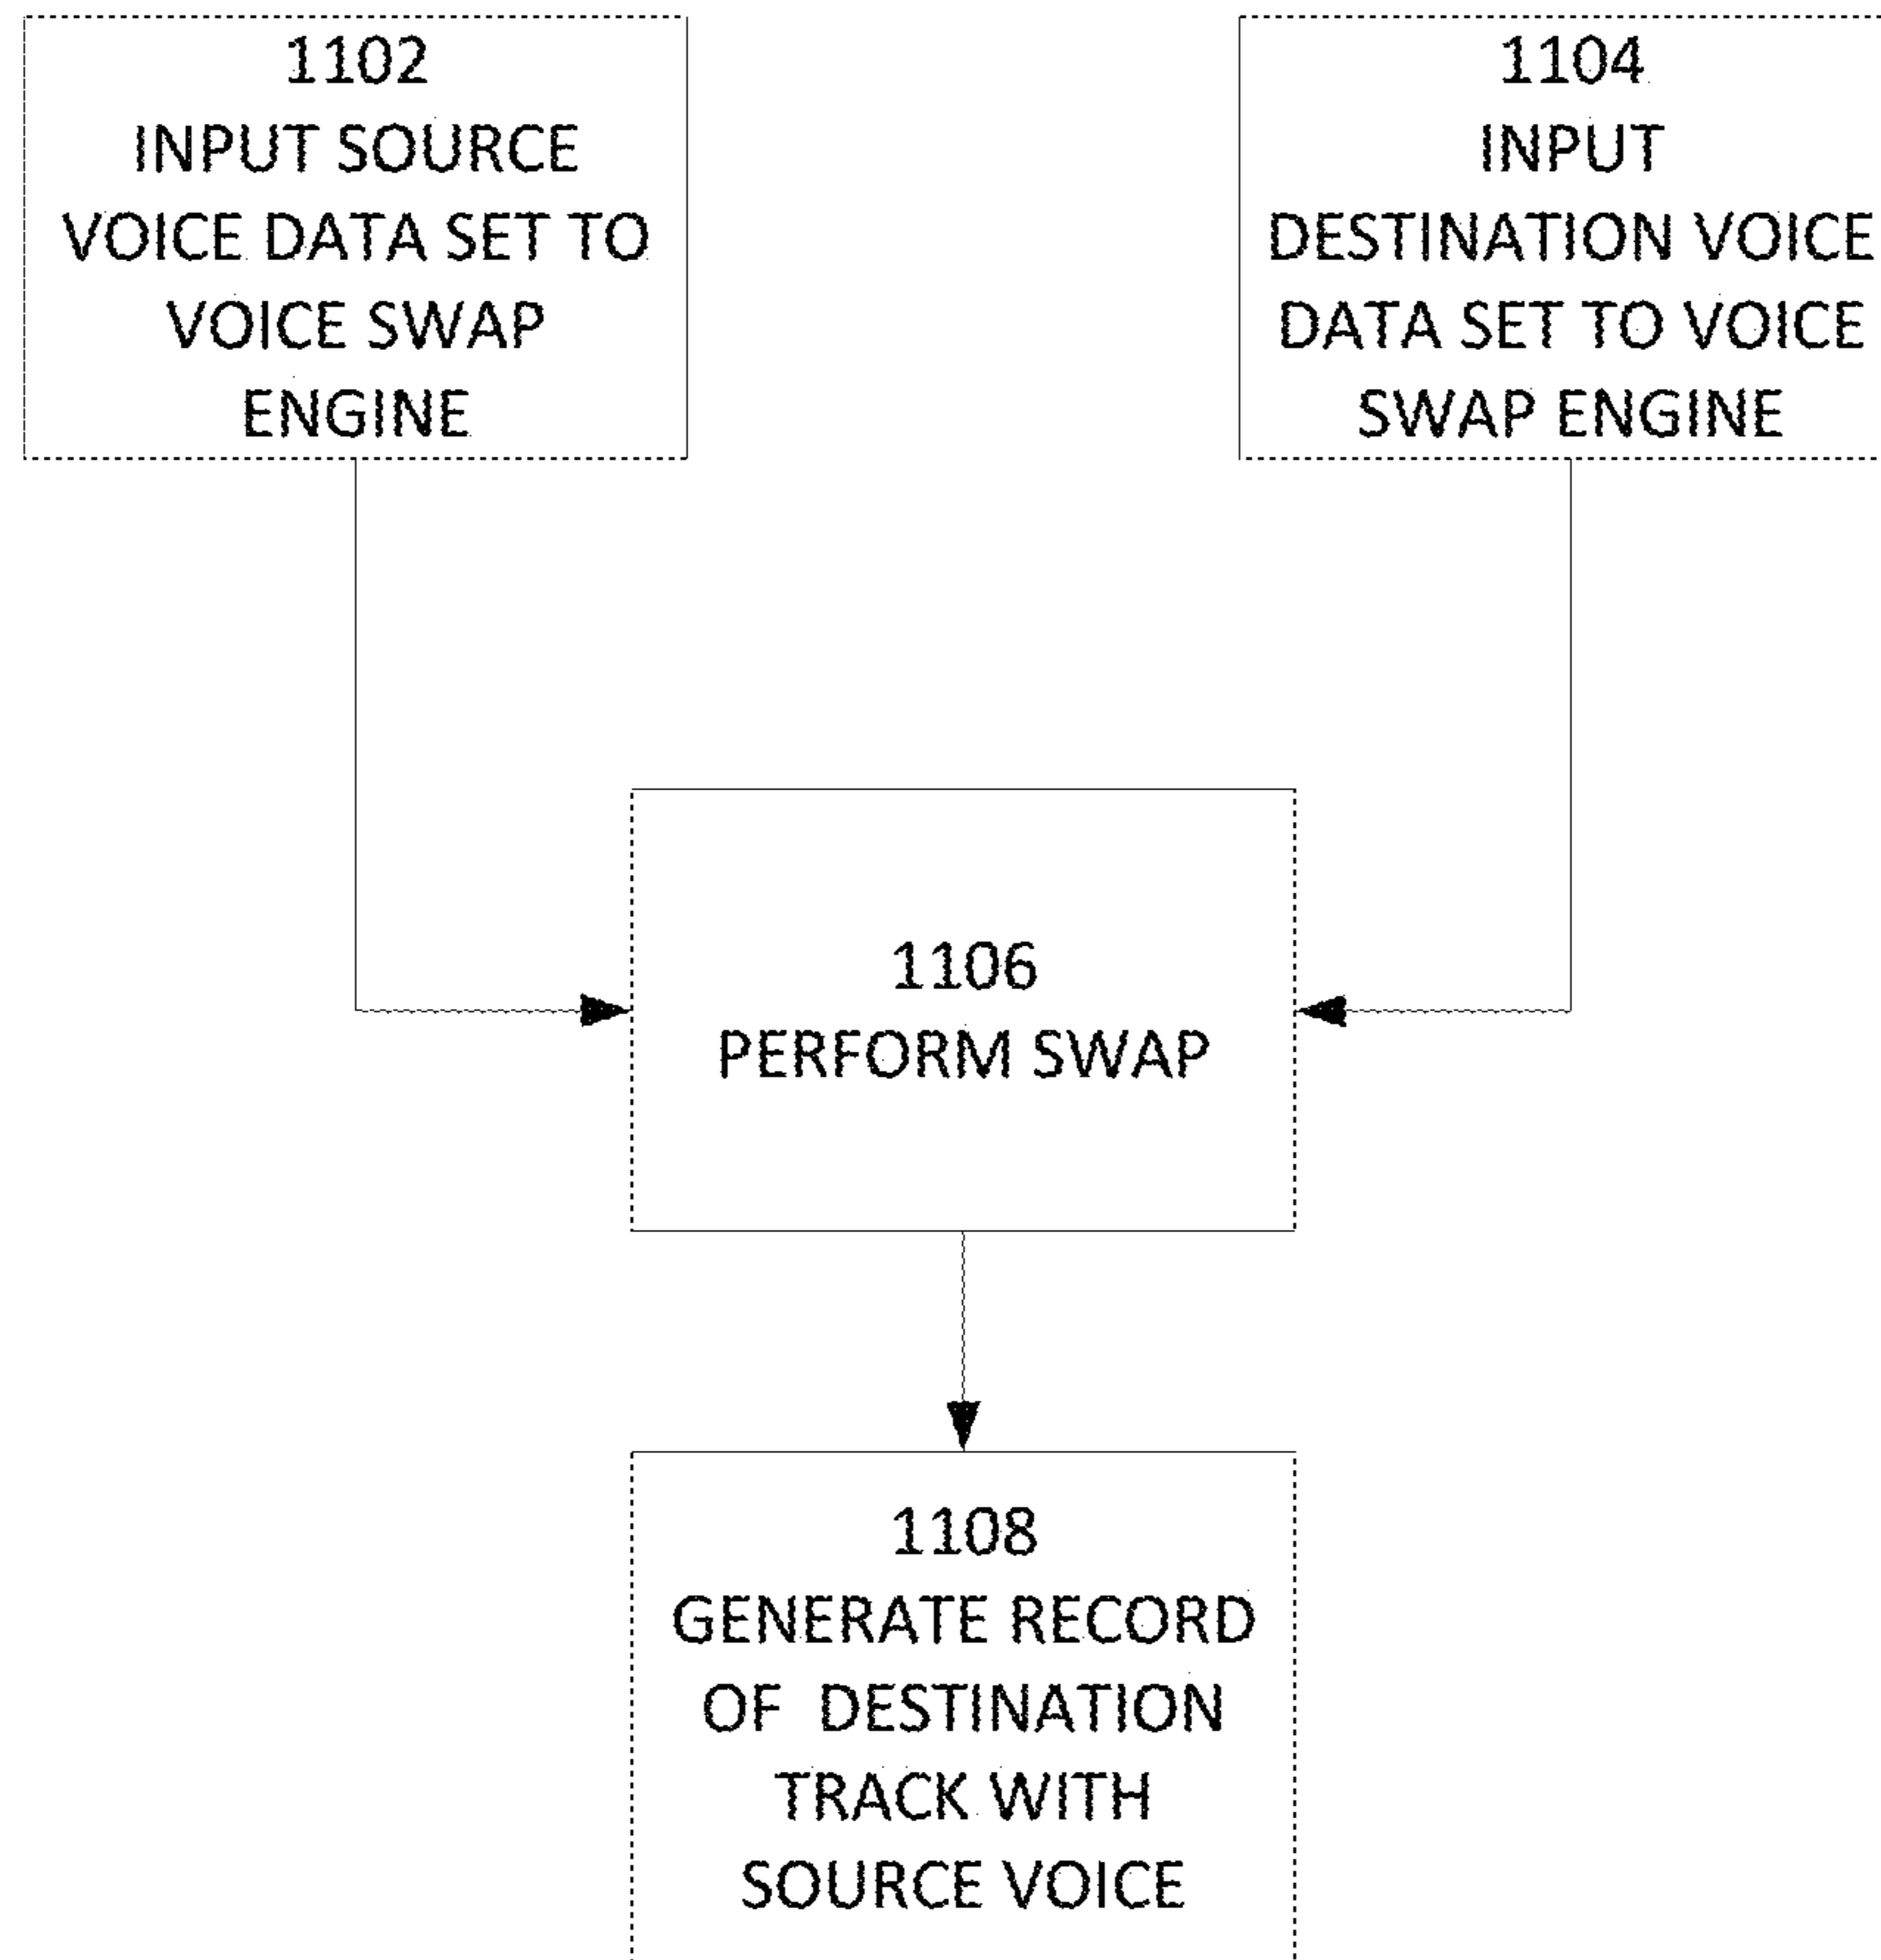 1102
INPUT SOURCE
VOICE DATA SET TO
VOICE SWAP
ENGINE
1104
INPUT
DESTINATION VOICE
DATA SET TO VOICE
SWAP ENGINE
1106
PERFORM SWAP
1108
GENERATE RECORD
OF DESTINATION
TRACK WITH
SOURCE VOICE